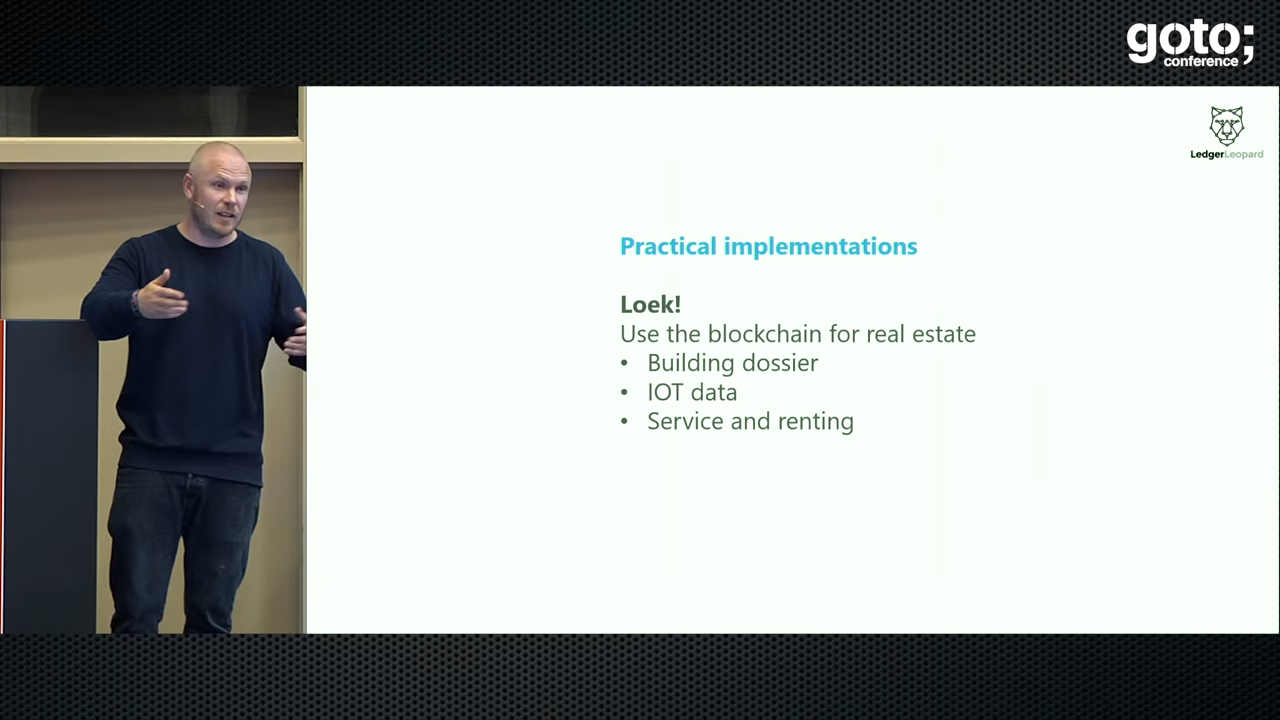 goto;
conference
LedgerLeopard
Practical implementations
Loek!
Use the blockchain for real estate
• Building dossier
• IOT data
• Service and renting